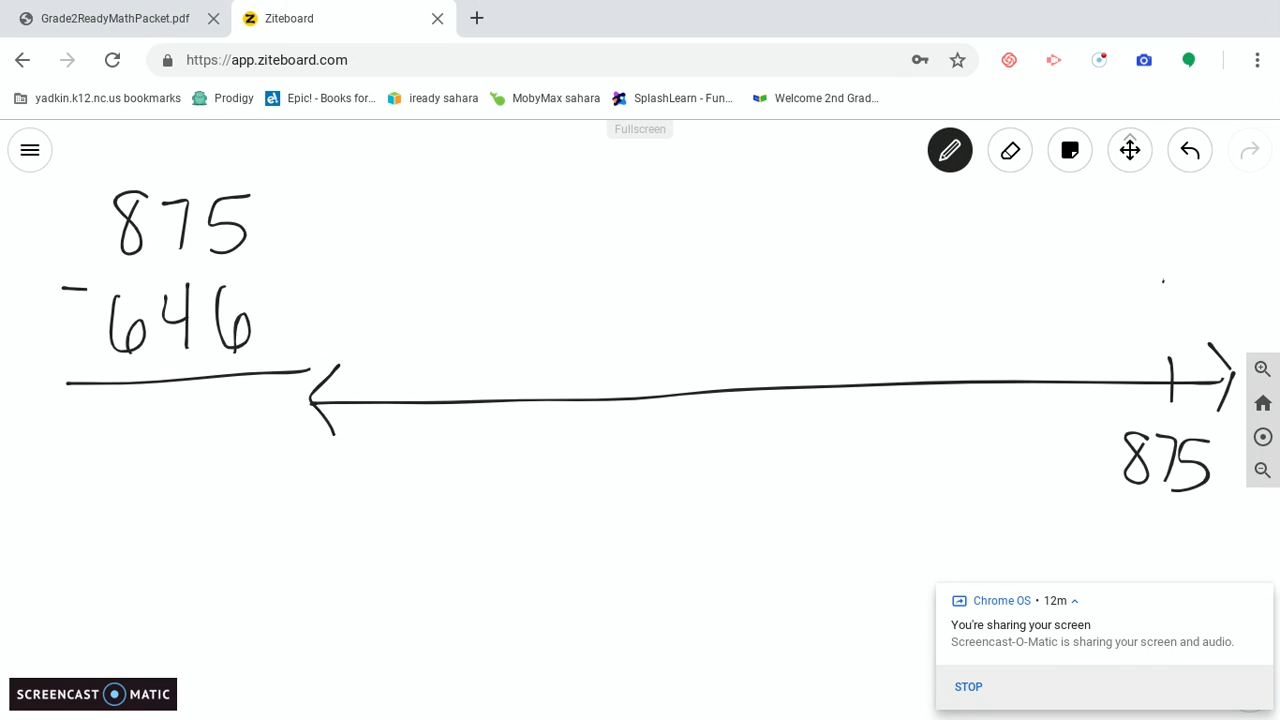 Grade2ReadyMathPacket.pdf
Ziteboard
https://app.ziteboard.com
yadkin.k12.nc.us bookmarks
Prodigy
Epic! - Books for...
iready sahara
MobyMax sahara
SplashLearn - Fun...
Welcome 2nd Grad...
Fullscreen
875
- 646
875
Chrome OS • 12m
You're sharing your screen
Screencast-O-Matic is sharing your screen and audio.
STOP
SCREENCAST MATIC